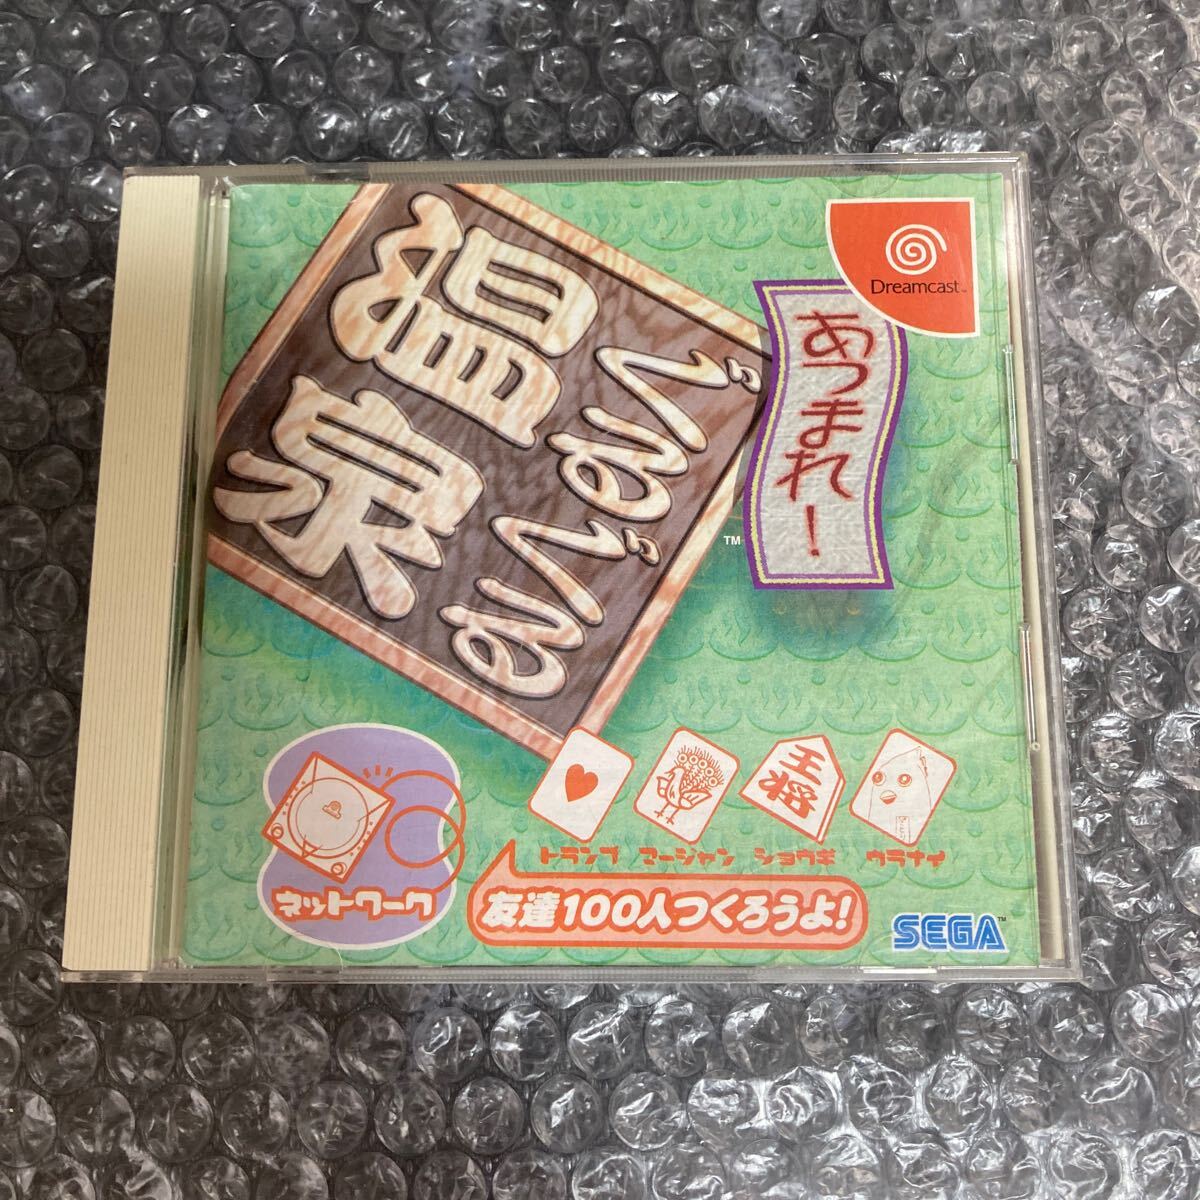 Dreamcast™
あつまれ!
ぐるぐる
温泉
™
王将
トランプ マージャン ショウギ ウラナイ
ネットワーク
友達100人つくろうよ!
SEGA™